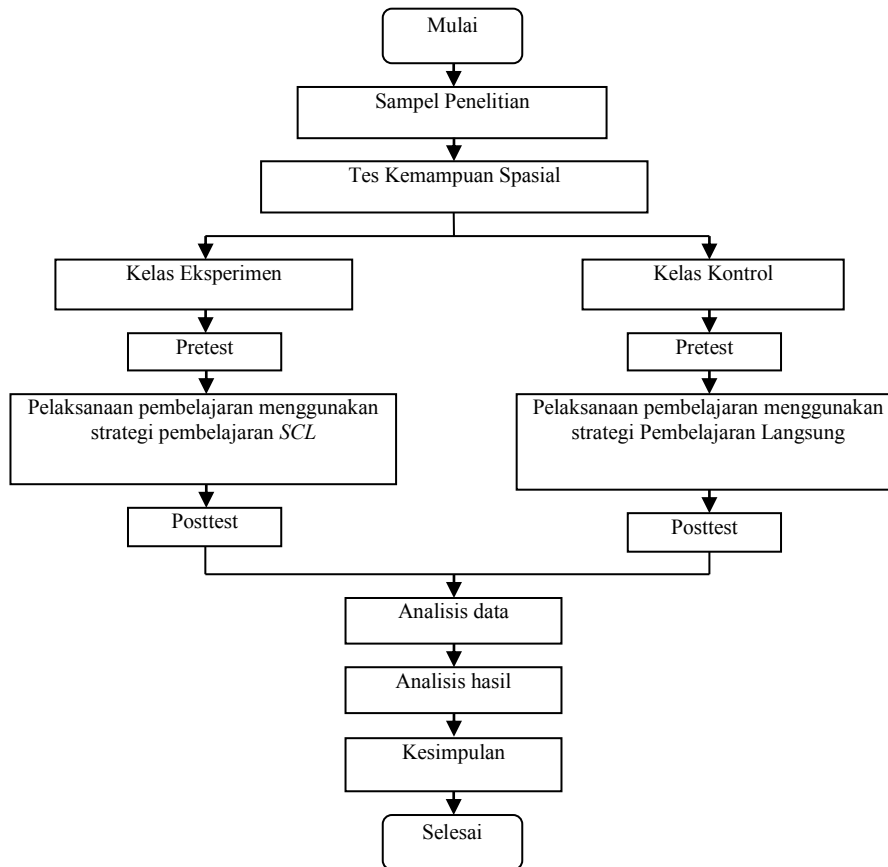 Mulai
Sampel Penelitian
Tes Kemampuan Spasial
Kelas Eksperimen
Kelas Kontrol
Pretest
Pretest
Pelaksanaan pembelajaran menggunakan
strategi pembelajaran SCL
Pelaksanaan pembelajaran menggunakan
strategi Pembelajaran Langsung
Posttest
Posttest
Analisis data
Analisis hasil
Kesimpulan
Selesai